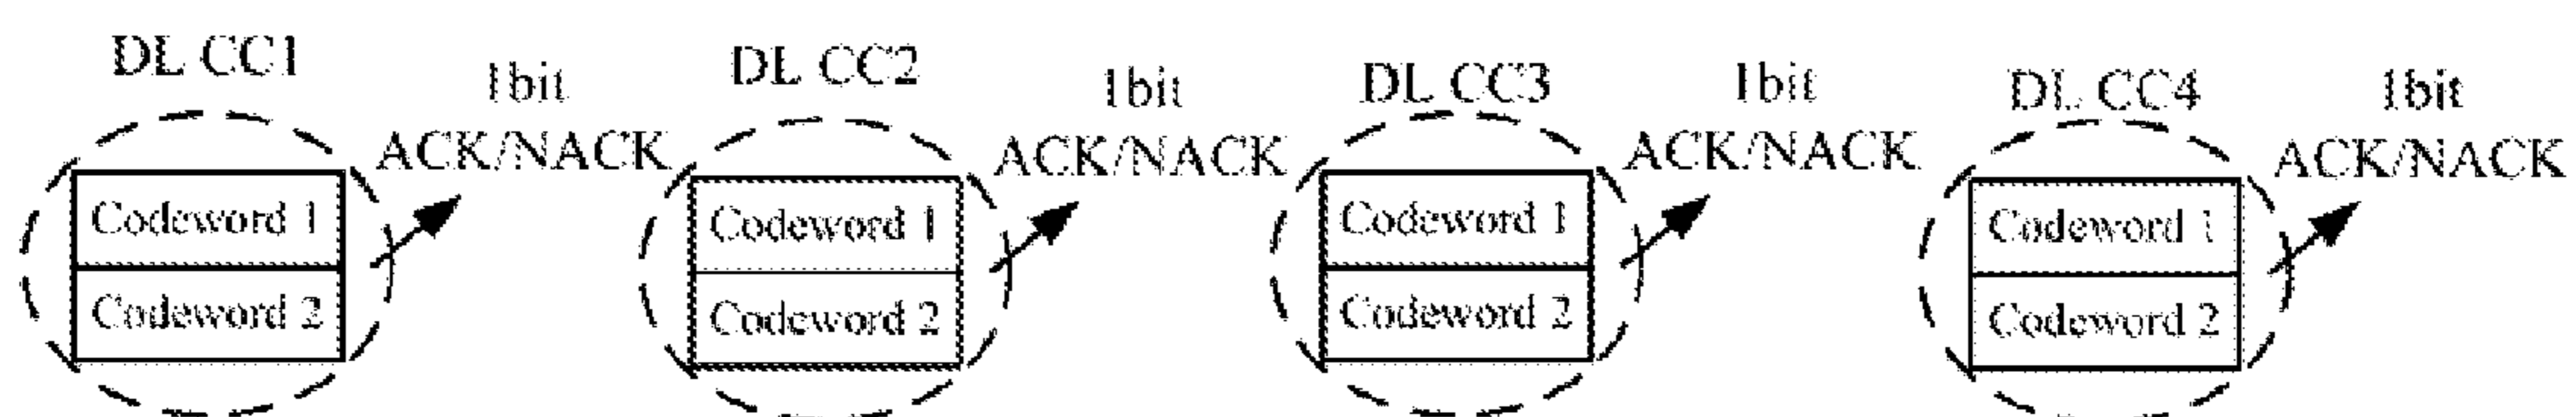 DL CC1
1bit
ACK/NACK
Codeword 1
Codeword 2
DL CC2
1bit
ACK/NACK
Codeword 1
Codeword 2
DL CC3
1bit
ACK/NACK
Codeword 1
Codeword 2
DL CC4
1bit
ACK/NACK
Codeword 1
Codeword 2